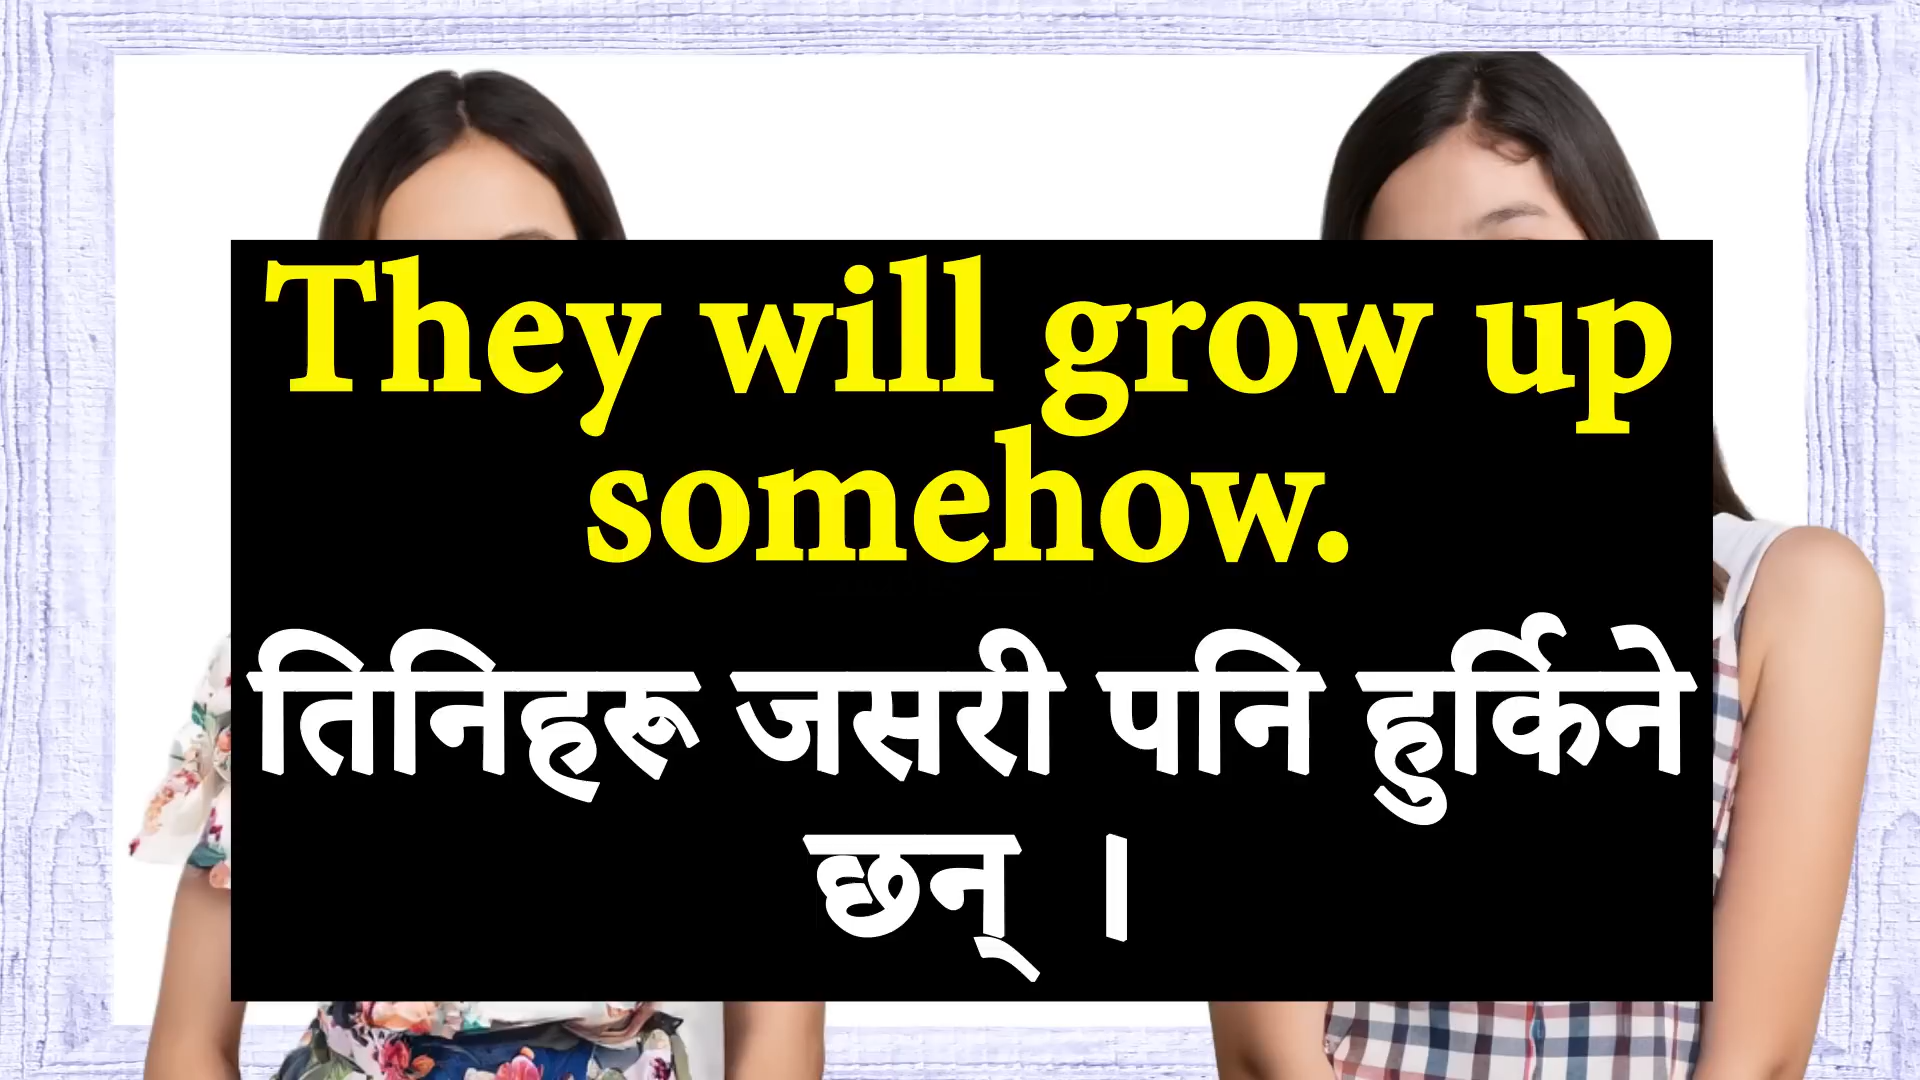 They will grow up
somehow.
तिनिहरू जसरी पनि हुर्किने
छन् ।